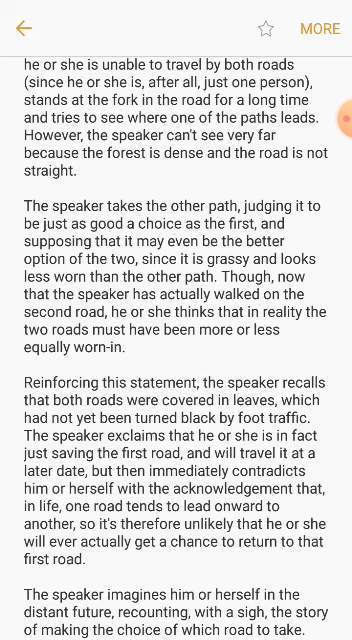 MORE
he or she is unable to travel by both roads
(since he or she is, after all, just one person),
stands at the fork in the road for a long time
and tries to see where one of the paths leads.
However, the speaker can't see very far
because the forest is dense and the road is not
straight.
The speaker takes the other path, judging it to
be just as good a choice as the first, and
supposing that it may even be the better
option of the two, since it is grassy and looks
less worn than the other path. Though, now
that the speaker has actually walked on the
second road, he or she thinks that in reality the
two roads must have been more or less
equally worn-in.
Reinforcing this statement, the speaker recalls
that both roads were covered in leaves, which
had not yet been turned black by foot traffic.
The speaker exclaims that he or she is in fact
just saving the first road, and will travel it at a
later date, but then immediately contradicts
him or herself with the acknowledgement that,
in life, one road tends to lead onward to
another, so it's therefore unlikely that he or she
will ever actually get a chance to return to that
first road.
The speaker imagines him or herself in the
distant future, recounting, with a sigh, the story
of making the choice of which road to take.